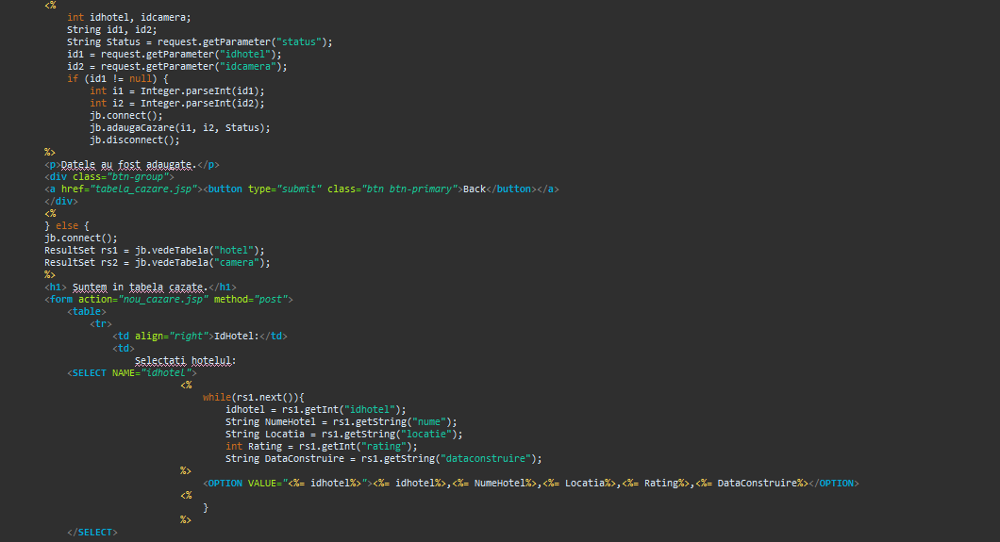 <%
int idhotel, idcamera;
String id1, id2;
String Status = request.getParameter("status");
id1 = request.getParameter("idhotel");
id2 = request.getParameter("idcamera");
if (id1 != null) {
int i1 = Integer.parseInt(id1);
int i2 = Integer.parseInt(id2);
jb.connect();
jb.adaugaCazare(i1, i2, Status);
jb.disconnect();
%>
<p>Datele au fost adaugate.</p>
<div class="btn-group">
<a href="tabela_cazare.jsp"><button type="submit" class="btn btn-primary">Back</button></a>
</div>
<%
} else {
jb.connect();
ResultSet rs1 = jb.vedeTabela("hotel");
ResultSet rs2 = jb.vedeTabela("camera");
%>
<h1> Suntem in tabela cazate.</h1>
<form action="nou_cazare.jsp" method="post">
<table>
<tr>
<td align="right">IdHotel:</td>
<td>
Selectati hotelul:
<SELECT NAME="idhotel">
<%
while(rs1.next()){
idhotel = rs1.getInt("idhotel");
String NumeHotel = rs1.getString("nume");
String Locatia = rs1.getString("locatie");
int Rating = rs1.getInt("rating");
String DataConstruire = rs1.getString("dataconstruire");
%>
<OPTION VALUE="<%= idhotel%>"><%= idhotel%>,<%= NumeHotel%>,<%= Locatia%>,<%= Rating%>,<%= DataConstruire%></OPTION>
<%
}
%>
</SELECT>